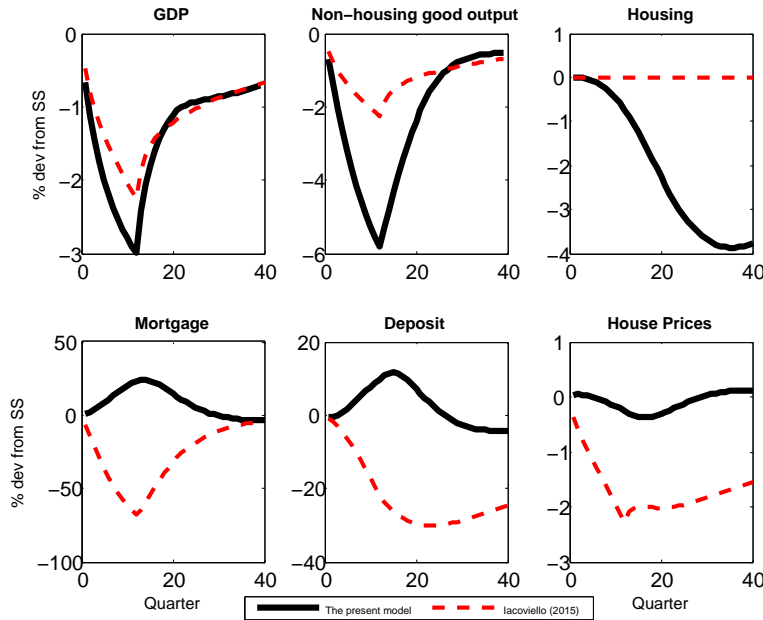 GDP
Non−housing good output
Housing
% dev from SS
0
−1
−2
−3
0 20 40
0
−2
−4
−6
0 20 40
1
0
−1
−2
−3
−4
0 20 40
Mortgage
Deposit
House Prices
% dev from SS
50
0
−50
−100
0 20 40
20
0
−20
−40
0 20 40
1
0
−1
−2
−3
0 20 40
Quarter
Quarter
The present model
Iacoviello (2015)